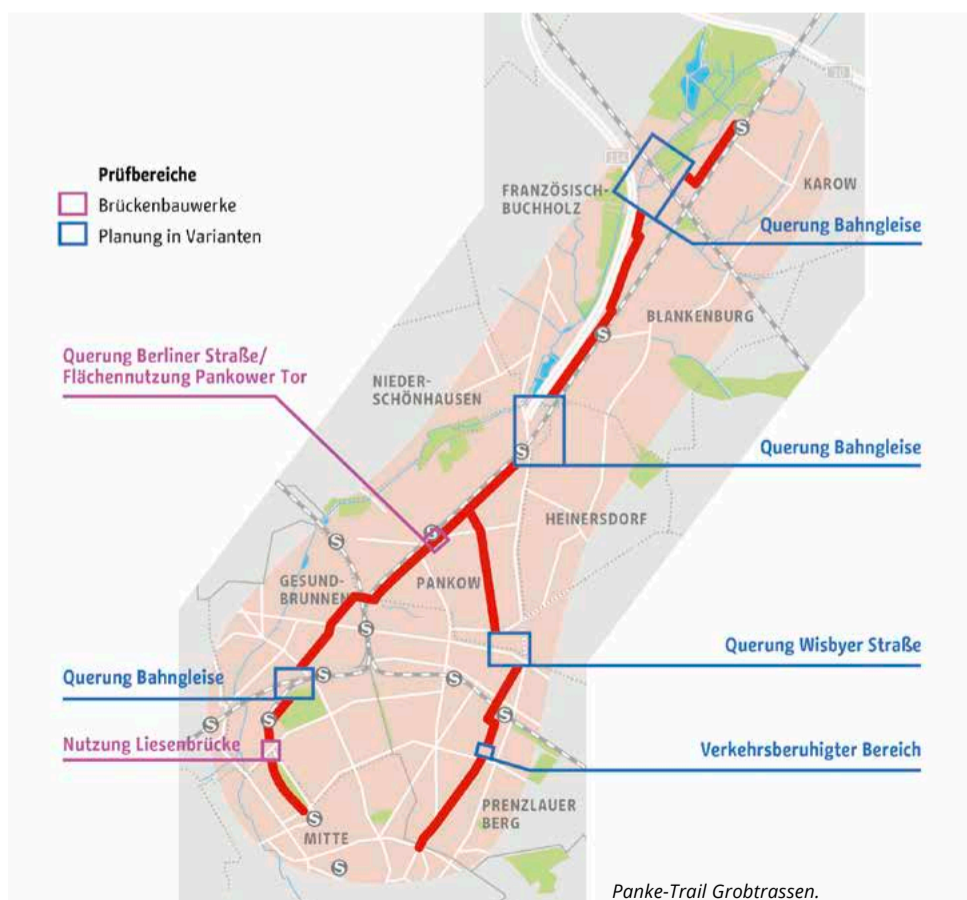 Prüfbereiche
Brückenbauwerke
Planung in Varianten
10
114
FRANZÖSISCH-
BUCHHOLZ
KAROW
Querung Bahngleise
BLANKENBURG
Querung Berliner Straße/
Flächennutzung Pankower Tor
NIEDER-
SCHÖNHAUSEN
Querung Bahngleise
HEINERSDORF
GESUND-
BRUNNEN
PANKOW
Querung Wisbyer Straße
Querung Bahngleise
Nutzung Liesenbrücke
Verkehrsberuhigter Bereich
PRENZLAUER
BERG
MITTE
S
S
S
S
S
S
S
S
S
S
S
S
S
Panke-Trail Grobtrassen.